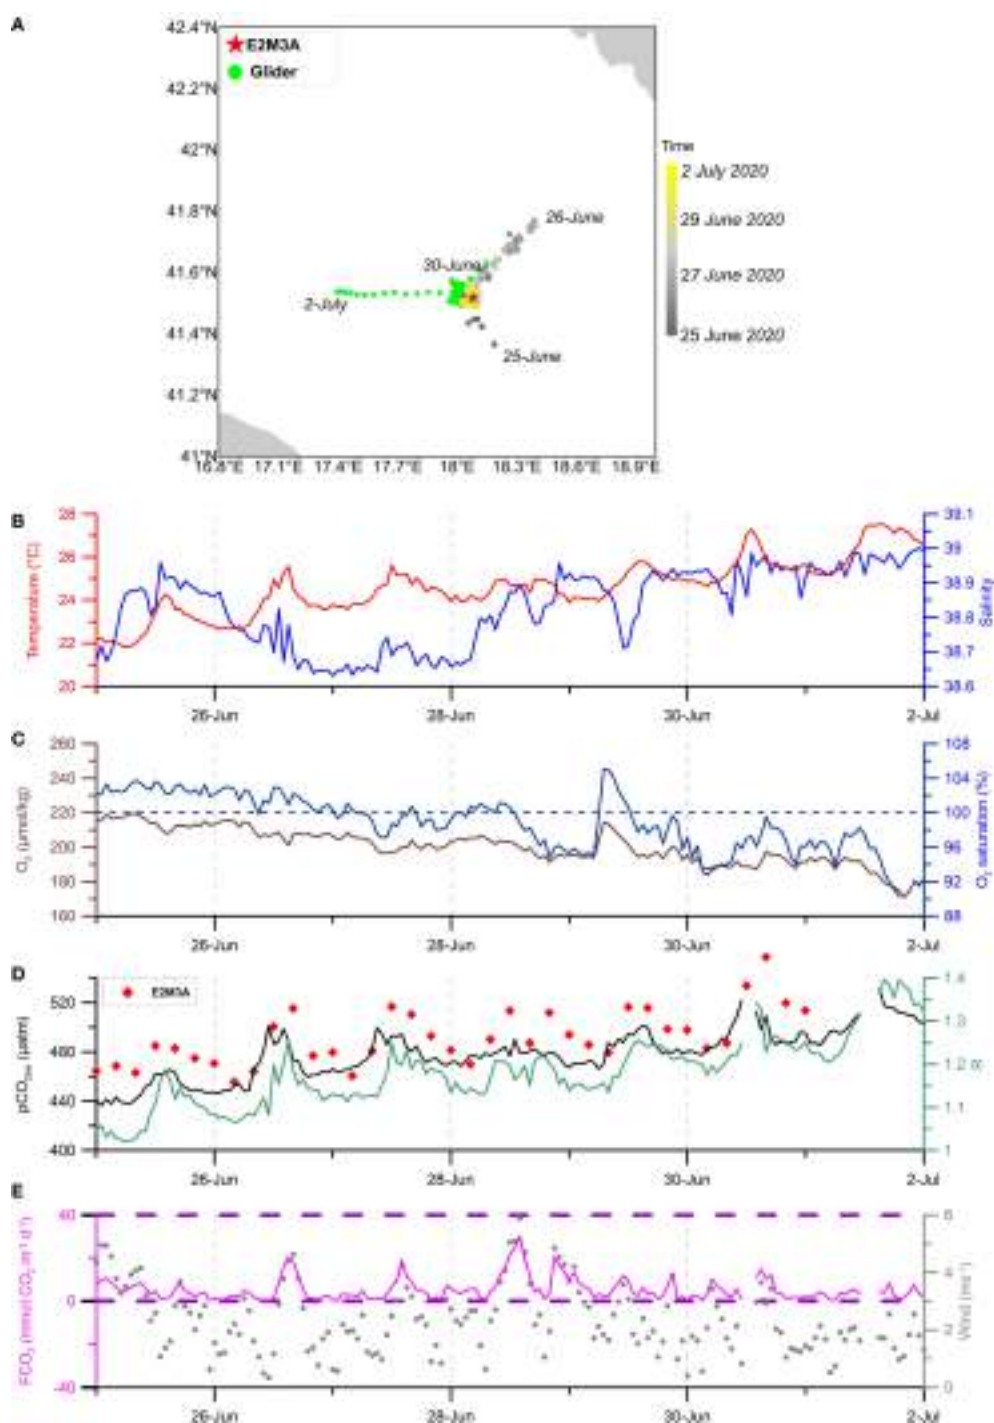 A
42.4°N
E2M3A
Glider
42.2°N
42°N
Time
2 July 2020
41.8°N
26-June
29 June 2020
41.6°N
30-June
27 June 2020
2-July
41.4°N
25 June 2020
25-June
41.2°N
41°N
16.8°E 17.1°E 17.4°E 17.7°E 18°E 18.3°E 18.6°E 18.9°E
B
28 39.1
26 39
24 38.9
38.8
22 38.7
20 38.6
Temperature (°C)
Salinity
26-Jun 28-Jun 30-Jun 2-Jul
C
260 108
240 104
220 100
200 96
180 92
160 88
O2 (µmol/kg)
O2 saturation (%)
26-Jun 28-Jun 30-Jun 2-Jul
D
E2M3A
520 1.4
480 1.3
440 1.2
400 1.1
1
pCO2sw (µatm)
26-Jun 28-Jun 30-Jun 2-Jul
E
40 6
0 4
2
-40 0
Wind (ms-1)
26-Jun 28-Jun 30-Jun 2-Jul